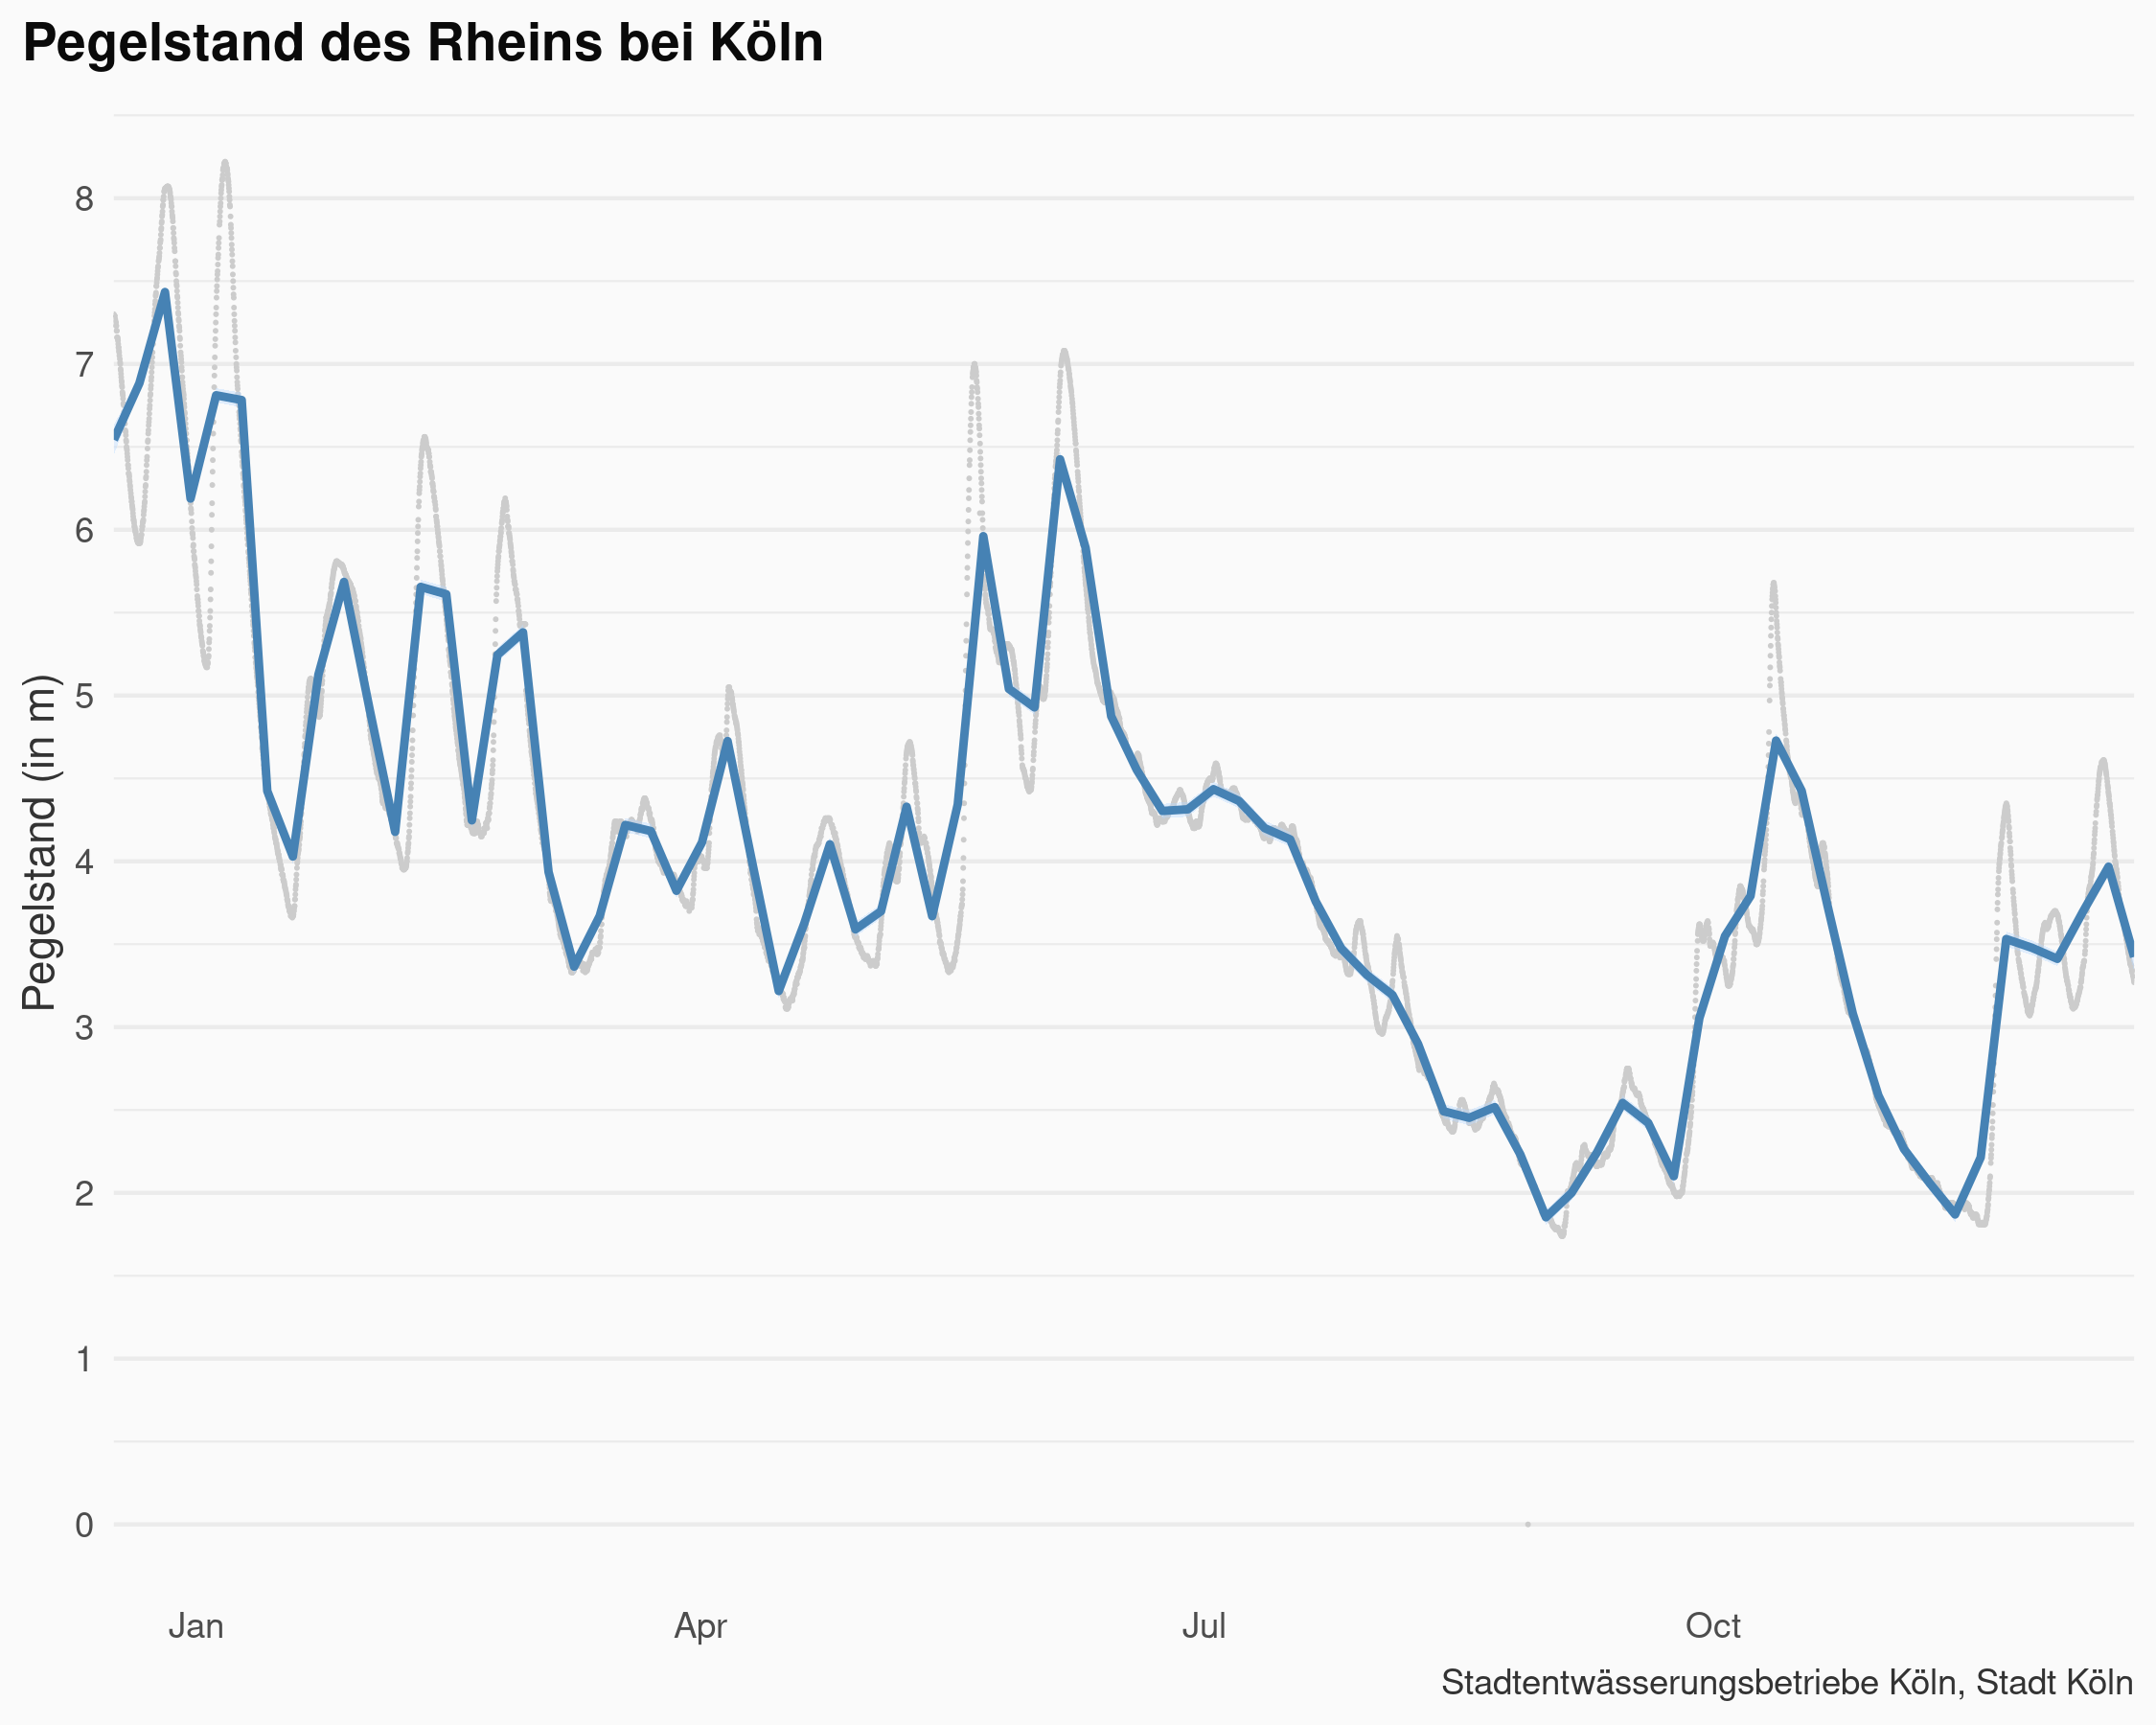 Pegelstand des Rheins bei Köln
Pegelstand (in m)
8
7
6
5
4
3
2
1
0
Jan Apr Jul Oct
Stadtentwässerungsbetriebe Köln, Stadt Köln